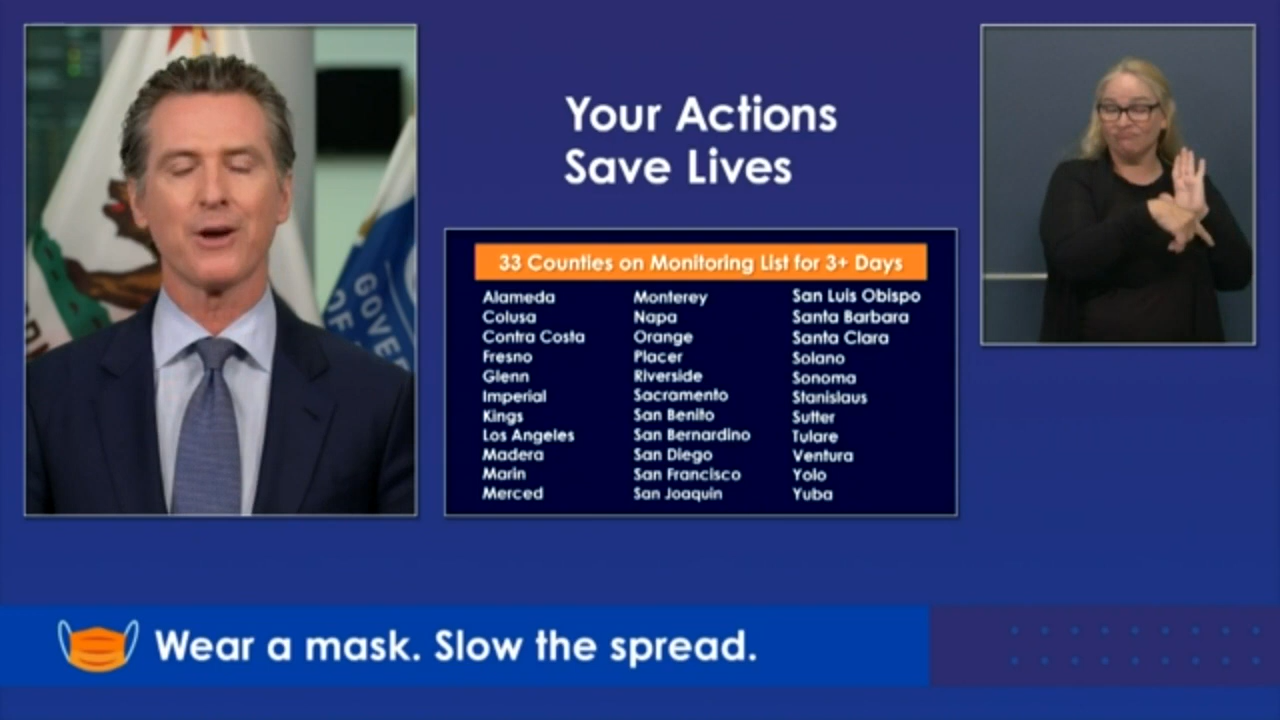 Your Actions
Save Lives
33 Counties on Monitoring List for 3+ Days
Alameda
Colusa
Contra Costa
Fresno
Glenn
Imperial
Kings
Los Angeles
Madera
Marin
Merced
Monterey
Napa
Orange
Placer
Riverside
Sacramento
San Benito
San Bernardino
San Diego
San Francisco
San Joaquin
San Luis Obispo
Santa Barbara
Santa Clara
Solano
Sonoma
Stanislaus
Sutter
Tulare
Ventura
Yolo
Yuba
GOVER
OF
Wear a mask. Slow the spread.